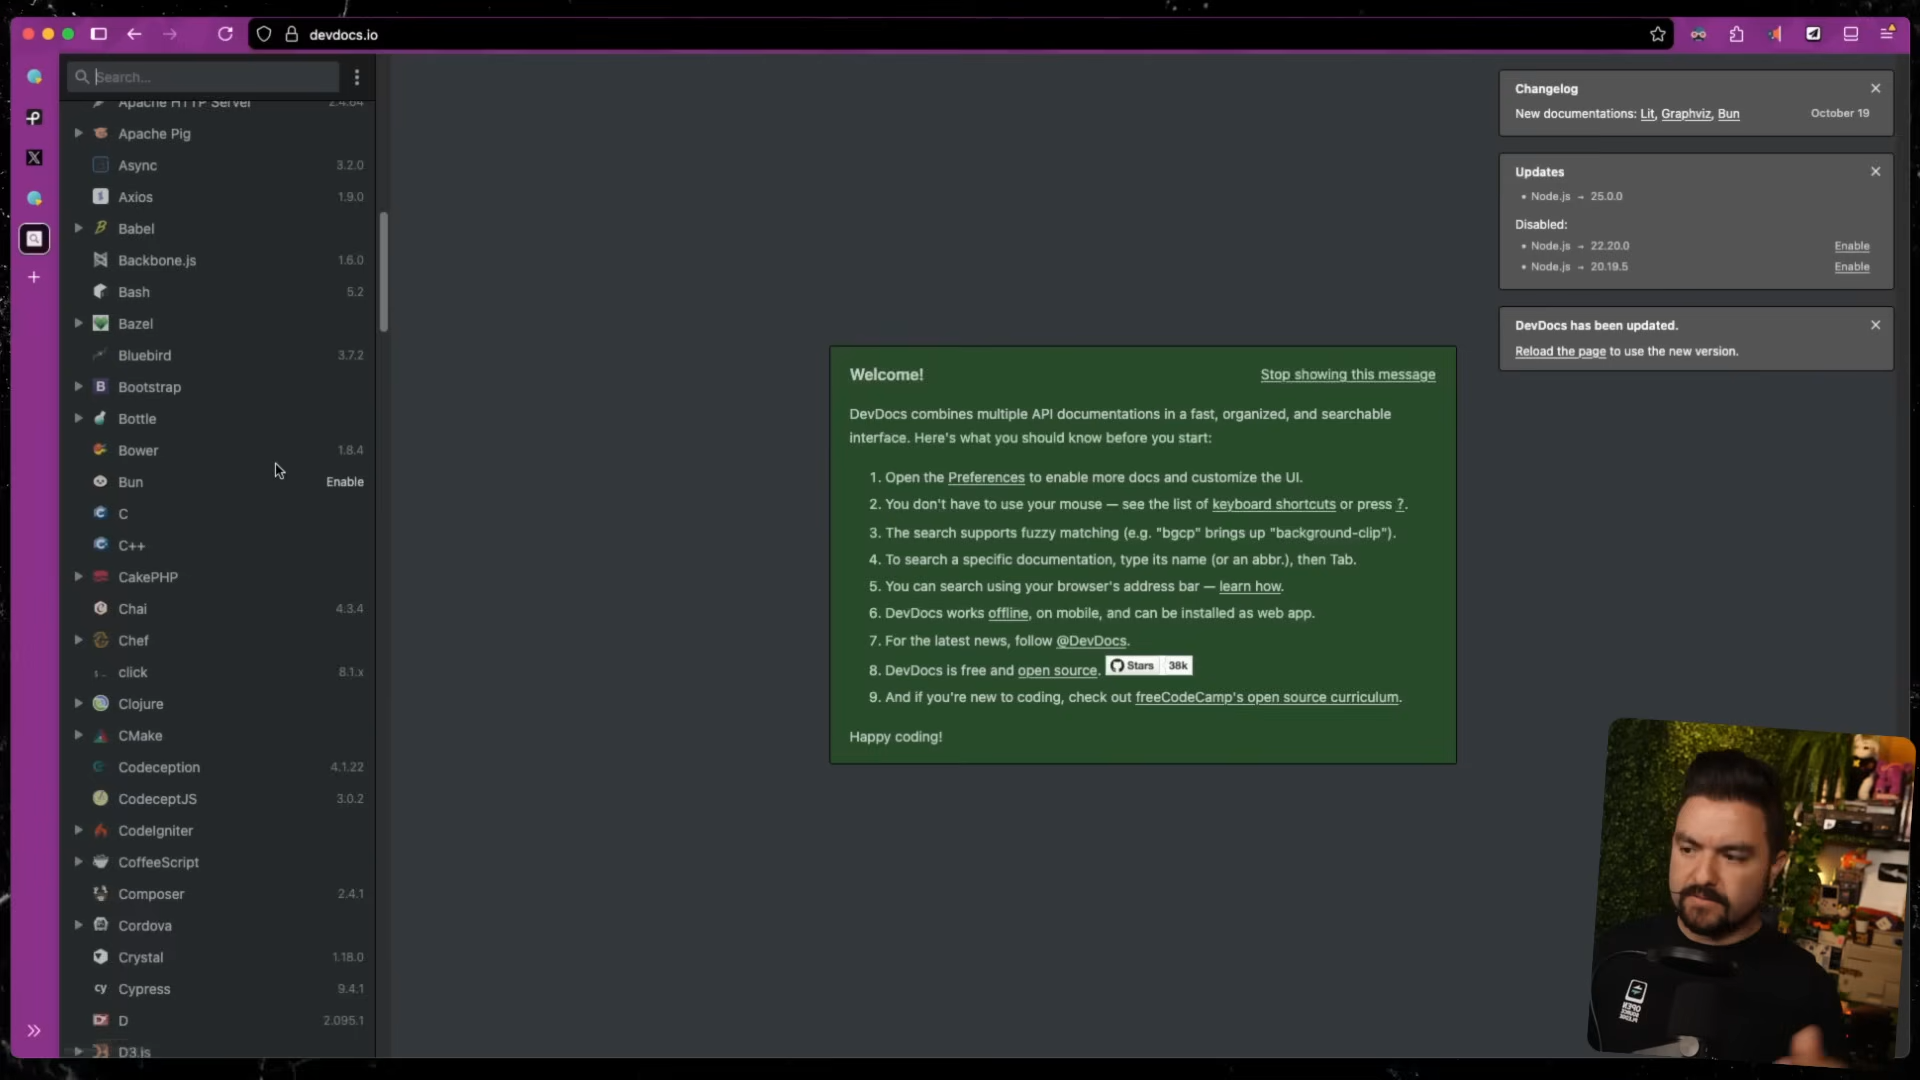 devdocs.io
Search...
Apache HTTP Server 2.4.64
Apache Pig
Async 3.2.0
Axios 1.9.0
Babel
Backbone.js 1.6.0
Bash 5.2
Bazel
Bluebird 3.7.2
Bootstrap
Bottle
Bower 1.8.4
Bun Enable
C
C++
CakePHP
Chai 4.3.4
Chef
click 8.1.x
Clojure
CMake
Codeception 4.1.22
CodeceptJS 3.0.2
CodeIgniter
CoffeeScript
Composer 2.4.1
Cordova
Crystal 1.18.0
Cypress 9.4.1
D 2.095.1
D3.js
Welcome! Stop showing this message
DevDocs combines multiple API documentations in a fast, organized, and searchable
interface. Here's what you should know before you start:
1. Open the Preferences to enable more docs and customize the UI.
2. You don't have to use your mouse — see the list of keyboard shortcuts or press ?.
3. The search supports fuzzy matching (e.g. "bgcp" brings up "background-clip").
4. To search a specific documentation, type its name (or an abbr.), then Tab.
5. You can search using your browser's address bar — learn how.
6. DevDocs works offline, on mobile, and can be installed as web app.
7. For the latest news, follow @DevDocs.
8. DevDocs is free and open source. Stars 38k
9. And if you're new to coding, check out freeCodeCamp's open source curriculum.
Happy coding!
Changelog
New documentations: Lit, Graphviz, Bun October 19
Updates
• Node.js → 25.0.0
Disabled:
• Node.js → 22.20.0 Enable
• Node.js → 20.19.5 Enable
DevDocs has been updated.
Reload the page to use the new version.